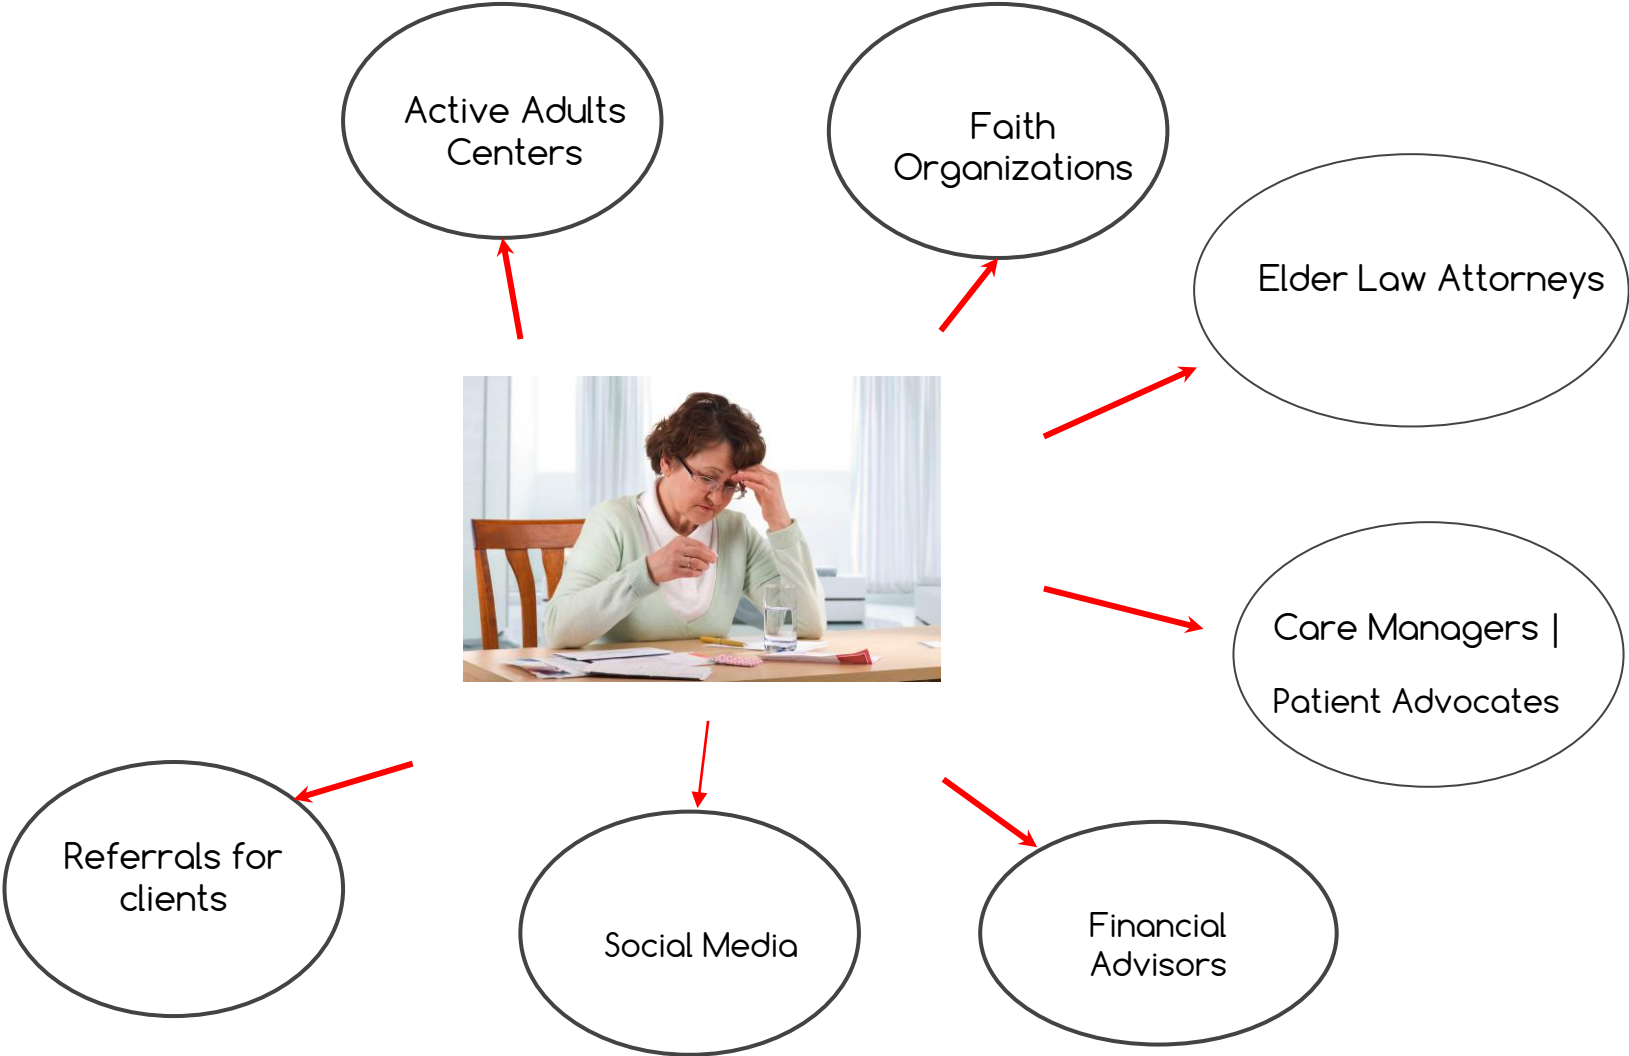 Active Adults
Centers
Faith
Organizations
Elder Law Attorneys
Care Managers |
Patient Advocates
Referrals for
clients
Social Media
Financial
Advisors